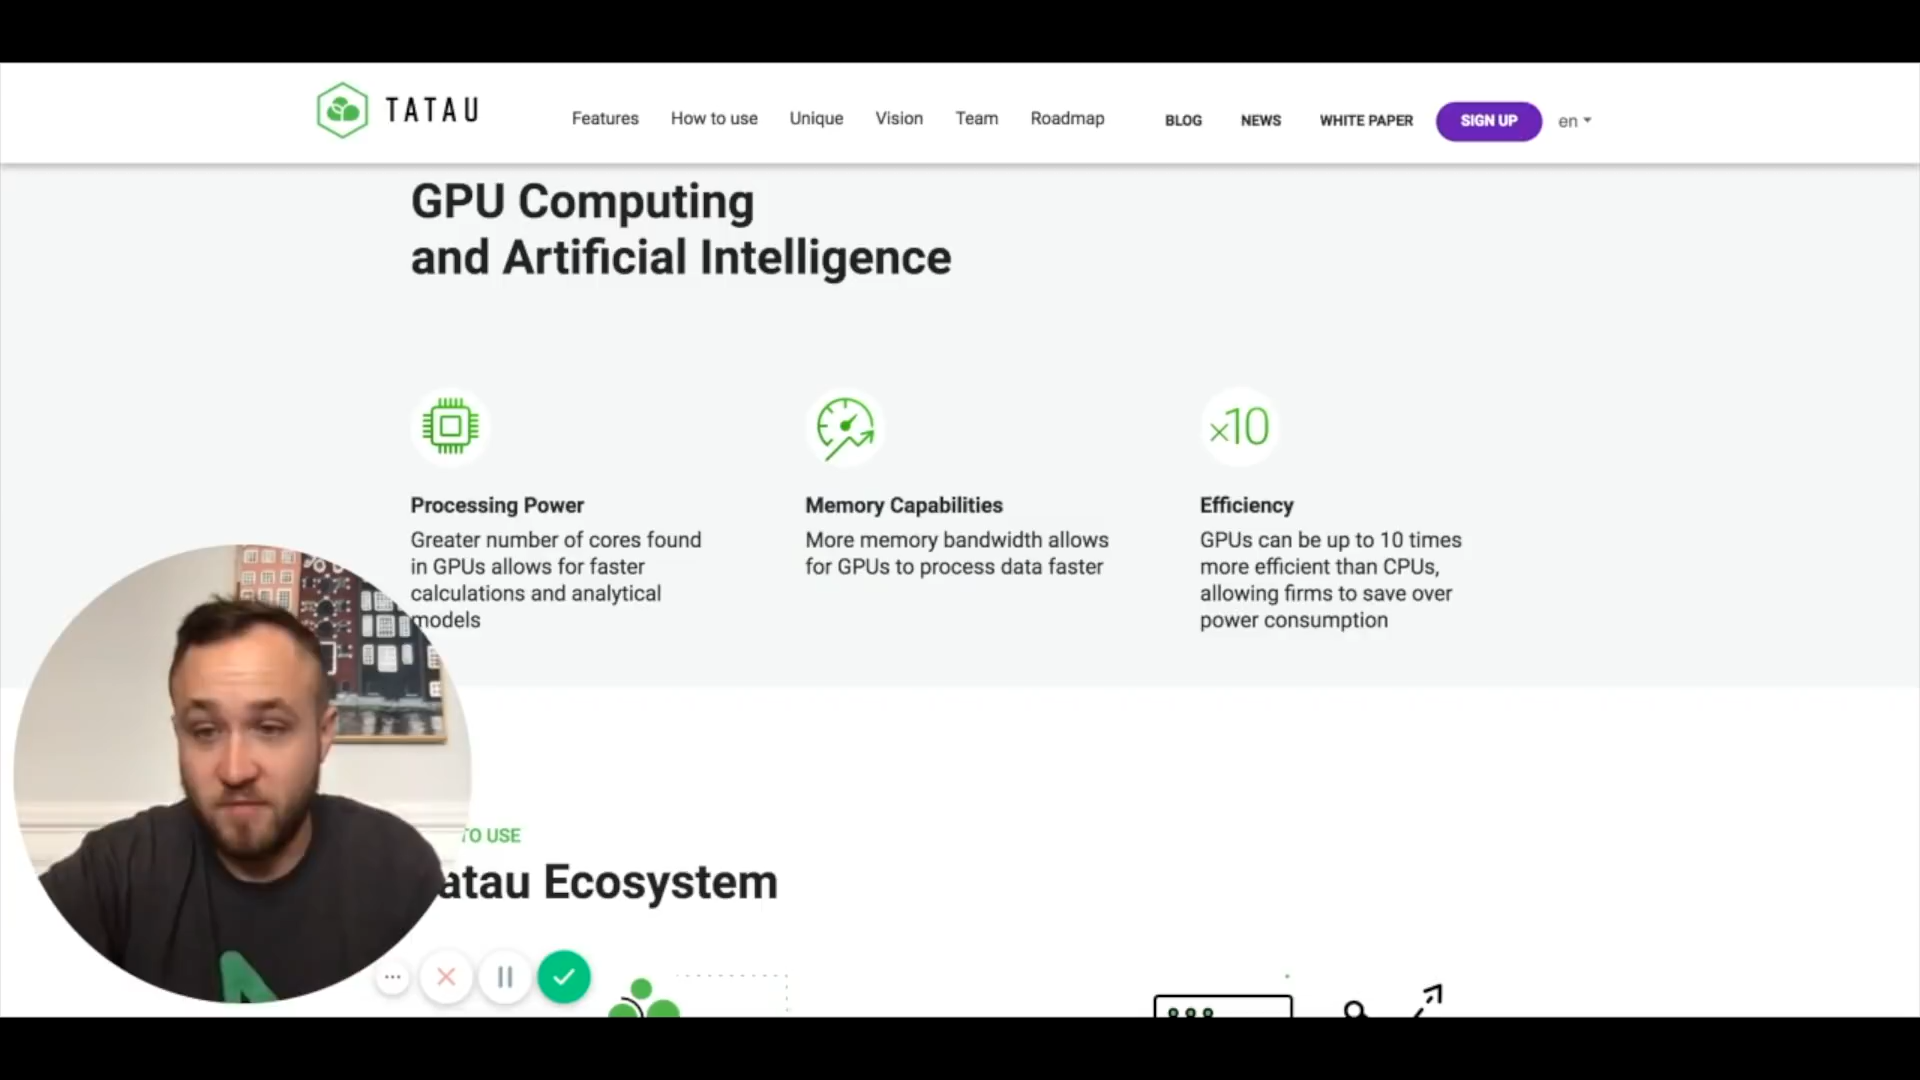 TATAU
Features
How to use
Unique
Vision
Team
Roadmap
BLOG
NEWS
WHITE PAPER
SIGN UP
en
GPU Computing
and Artificial Intelligence
×10
Processing Power
Greater number of cores found
in GPUs allows for faster
calculations and analytical
models
Memory Capabilities
More memory bandwidth allows
for GPUs to process data faster
Efficiency
GPUs can be up to 10 times
more efficient than CPUs,
allowing firms to save over
power consumption
TO USE
atau Ecosystem